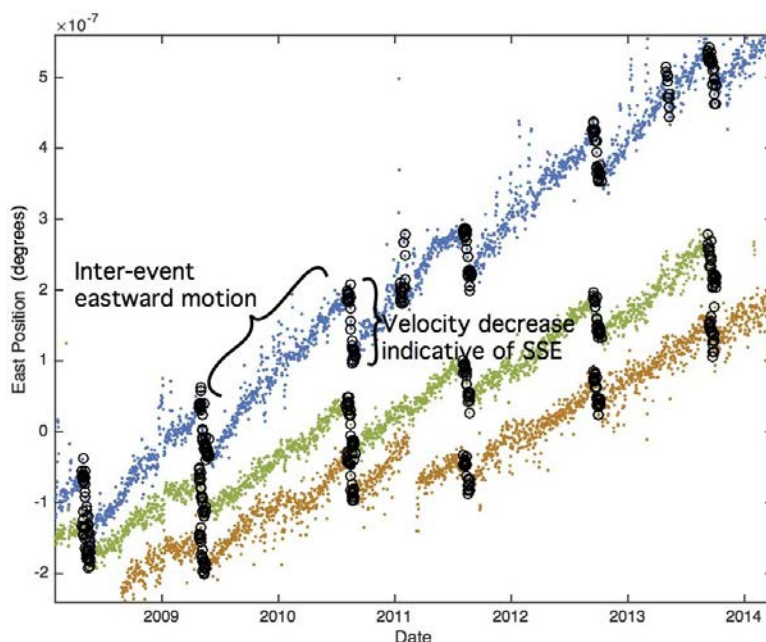 ×10⁻⁷
5
4
3
2
1
0
-1
-2
East Position (degrees)
Inter-event
eastward motion
Velocity decrease
indicative of SSE
2009
2010
2011
2012
2013
2014
Date